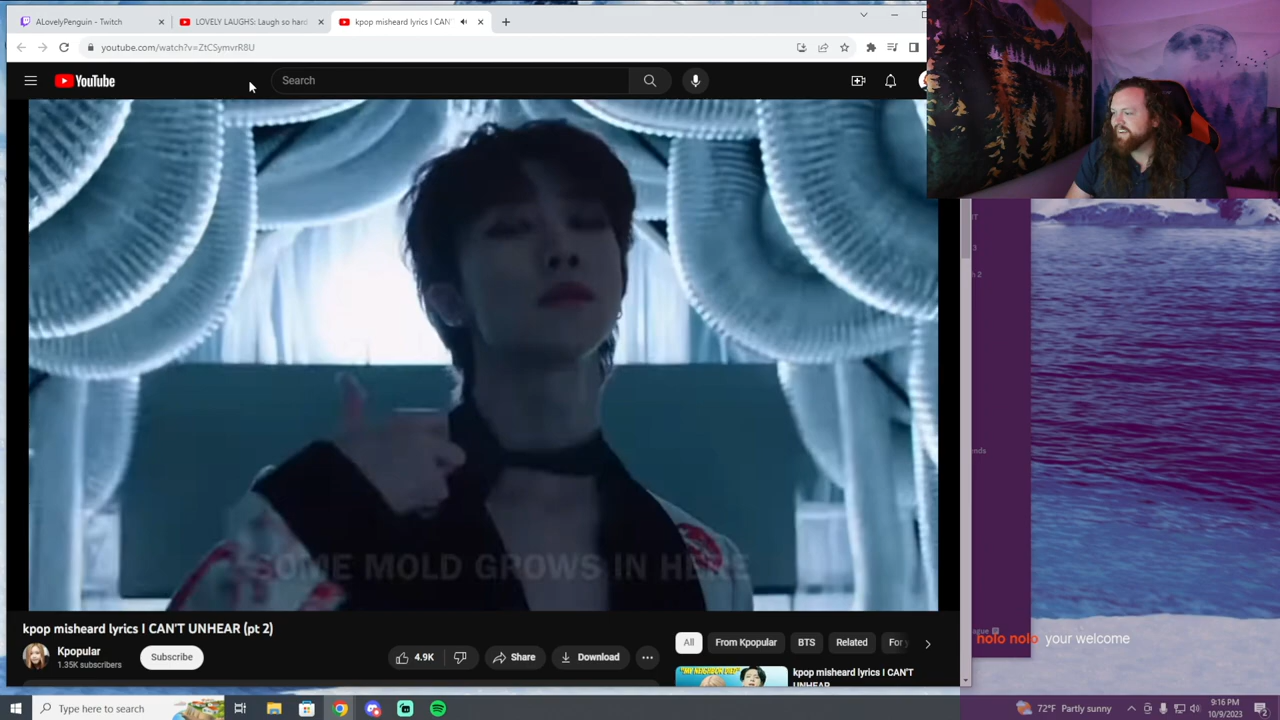 ALovelyPenguin - Twitch
LOVELY LAUGHS: Laugh so hard
kpop misheard lyrics I CAN'T
youtube.com/watch?v=ZtCSymvrR8U
YouTube
Search
SOME MOLD GROWS IN HERE
kpop misheard lyrics I CAN'T UNHEAR (pt 2)
Kpopular
1.35K subscribers
Subscribe
4.9K
Share
Download
All
From Kpopular
BTS
Related
kpop misheard lyrics I CAN'T
UNHEAR
nolo nolo your welcome
Type here to search
72°F Partly sunny
9:16 PM
10/9/2023
2